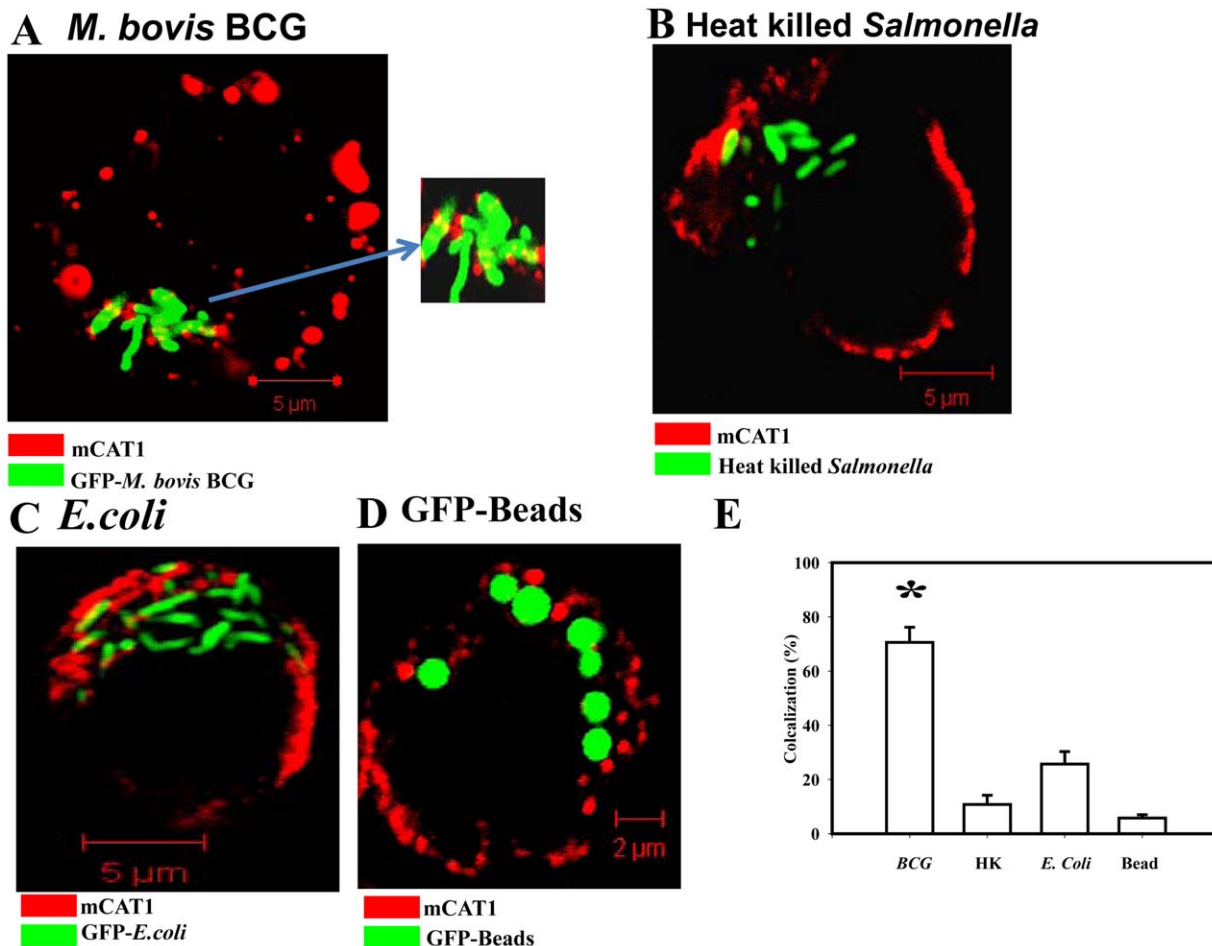 A M. bovis BCG
5 µm
mCAT1
GFP-M. bovis BCG
B Heat killed Salmonella
5 µm
mCAT1
Heat killed Salmonella
C E.coli
5 µm
mCAT1
GFP-E.coli
D GFP-Beads
2 µm
mCAT1
GFP-Beads
E
*
Colcalization (%)
100
80
60
40
20
0
BCG HK E. Coli Bead